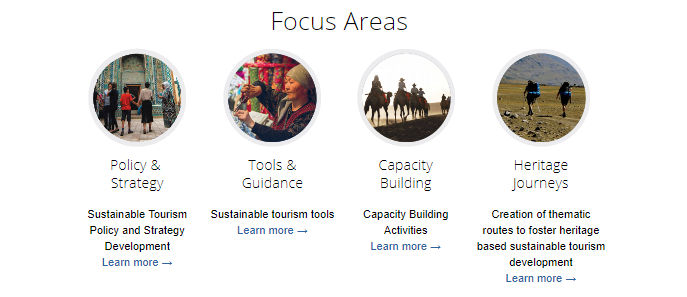 Focus Areas
Policy &
Strategy
Sustainable Tourism
Policy and Strategy
Development
Learn more →
Tools &
Guidance
Sustainable tourism tools
Learn more →
Capacity
Building
Capacity Building
Activities
Learn more →
Heritage
Journeys
Creation of thematic
routes to foster heritage
based sustainable tourism
development
Learn more →